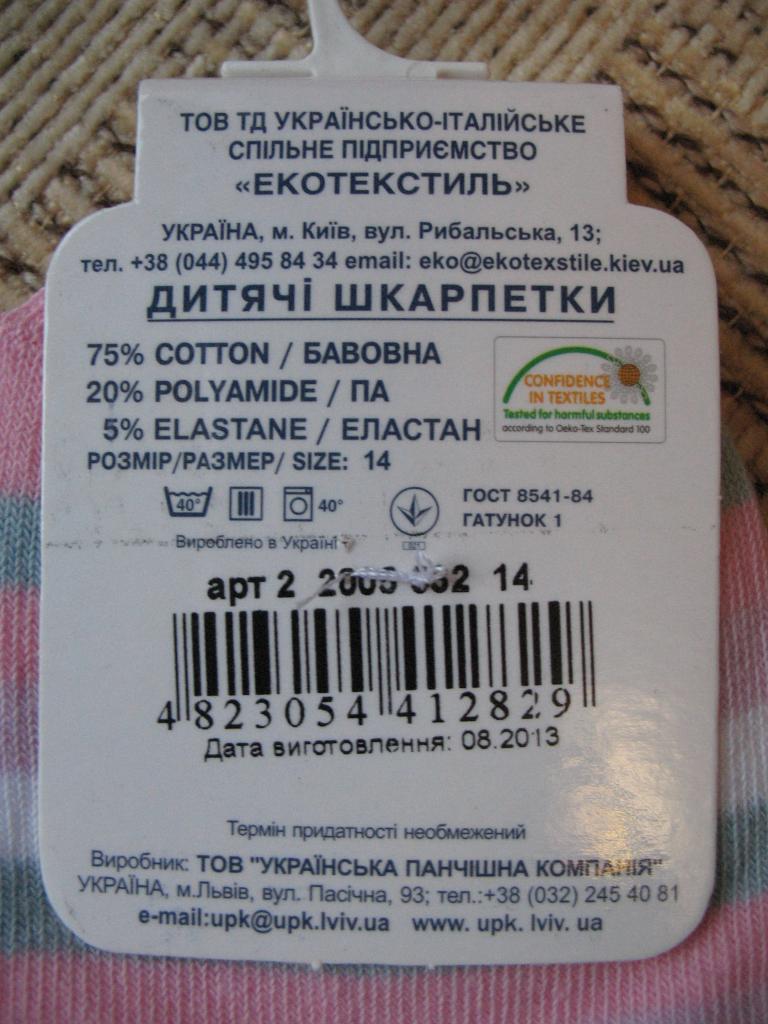 ТОВ ТД УКРАЇНСЬКО-ІТАЛІЙСЬКЕ
СПІЛЬНЕ ПІДПРИЄМСТВО
«ЕКОТЕКСТИЛЬ»
УКРАЇНА, м. Київ, вул. Рибальська, 13;
тел. +38 (044) 495 84 34 email: eko@ekotexstile.kiev.ua
ДИТЯЧІ ШКАРПЕТКИ
75% COTTON / БАВОВНА
20% POLYAMIDE / ПА
5% ELASTANE / ЕЛАСТАН
CONFIDENCE
IN TEXTILES
Tested for harmful substances
according to Oeko-Tex Standard 100
РОЗМІР/РАЗМЕР/ SIZE: 14
40° 40°
ГОСТ 8541-84
ГАТУНОК 1
Вироблено в Україні
арт 2 14
4 823054 412829
Дата виготовлення: 08.2013
Термін придатності необмежений
Виробник: ТОВ "УКРАЇНСЬКА ПАНЧІШНА КОМПАНІЯ"
УКРАЇНА, м.Львів, вул. Пасічна, 93; тел.:+38 (032) 245 40 81
e-mail:upk@upk.lviv.ua www. upk. lviv. ua